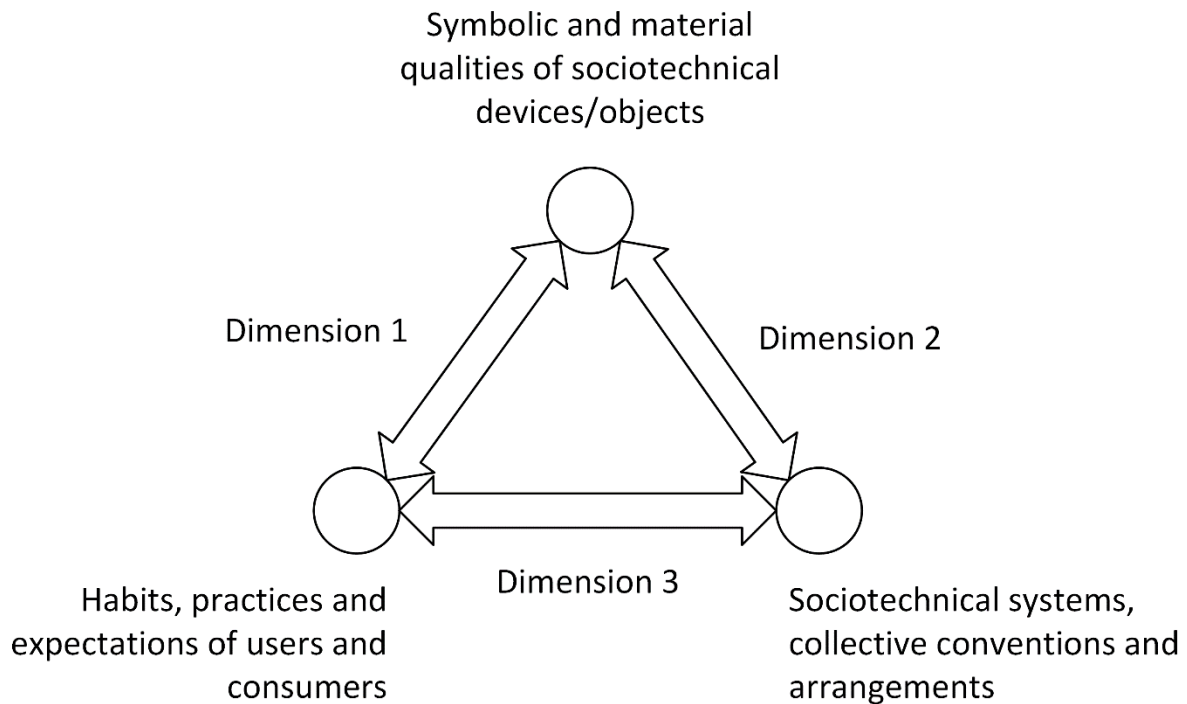 Symbolic and material
qualities of sociotechnical
devices/objects
Dimension 1
Dimension 2
Dimension 3
Habits, practices and
expectations of users and
consumers
Sociotechnical systems,
collective conventions and
arrangements